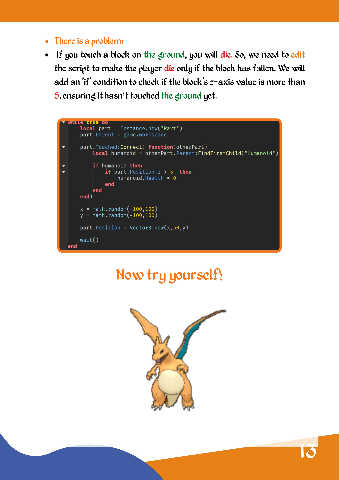 There is a problem
If you touch a block on the ground, you will die. So, we need to edit
the script to make the player die only if the block has fallen. We will
add an "if" condition to check if the block's z-axis value is more than
5, ensuring it hasn't touched the ground yet.
while true do
local part = Instance.new("Part")
part.Parent = game.Workspace
part.Touched:Connect( function(otherPart)
local humanoid = otherPart.Parent:FindFirstChild("Humanoid")
if humanoid then
if part.Position.Z > 5 then
humanoid.Health = 0
end
end
end)
x = math.random(-100,100)
y = math.random(-100,100)
part.Position = Vector3.new(x,50,y)
wait()
end
Now try yourself!
13